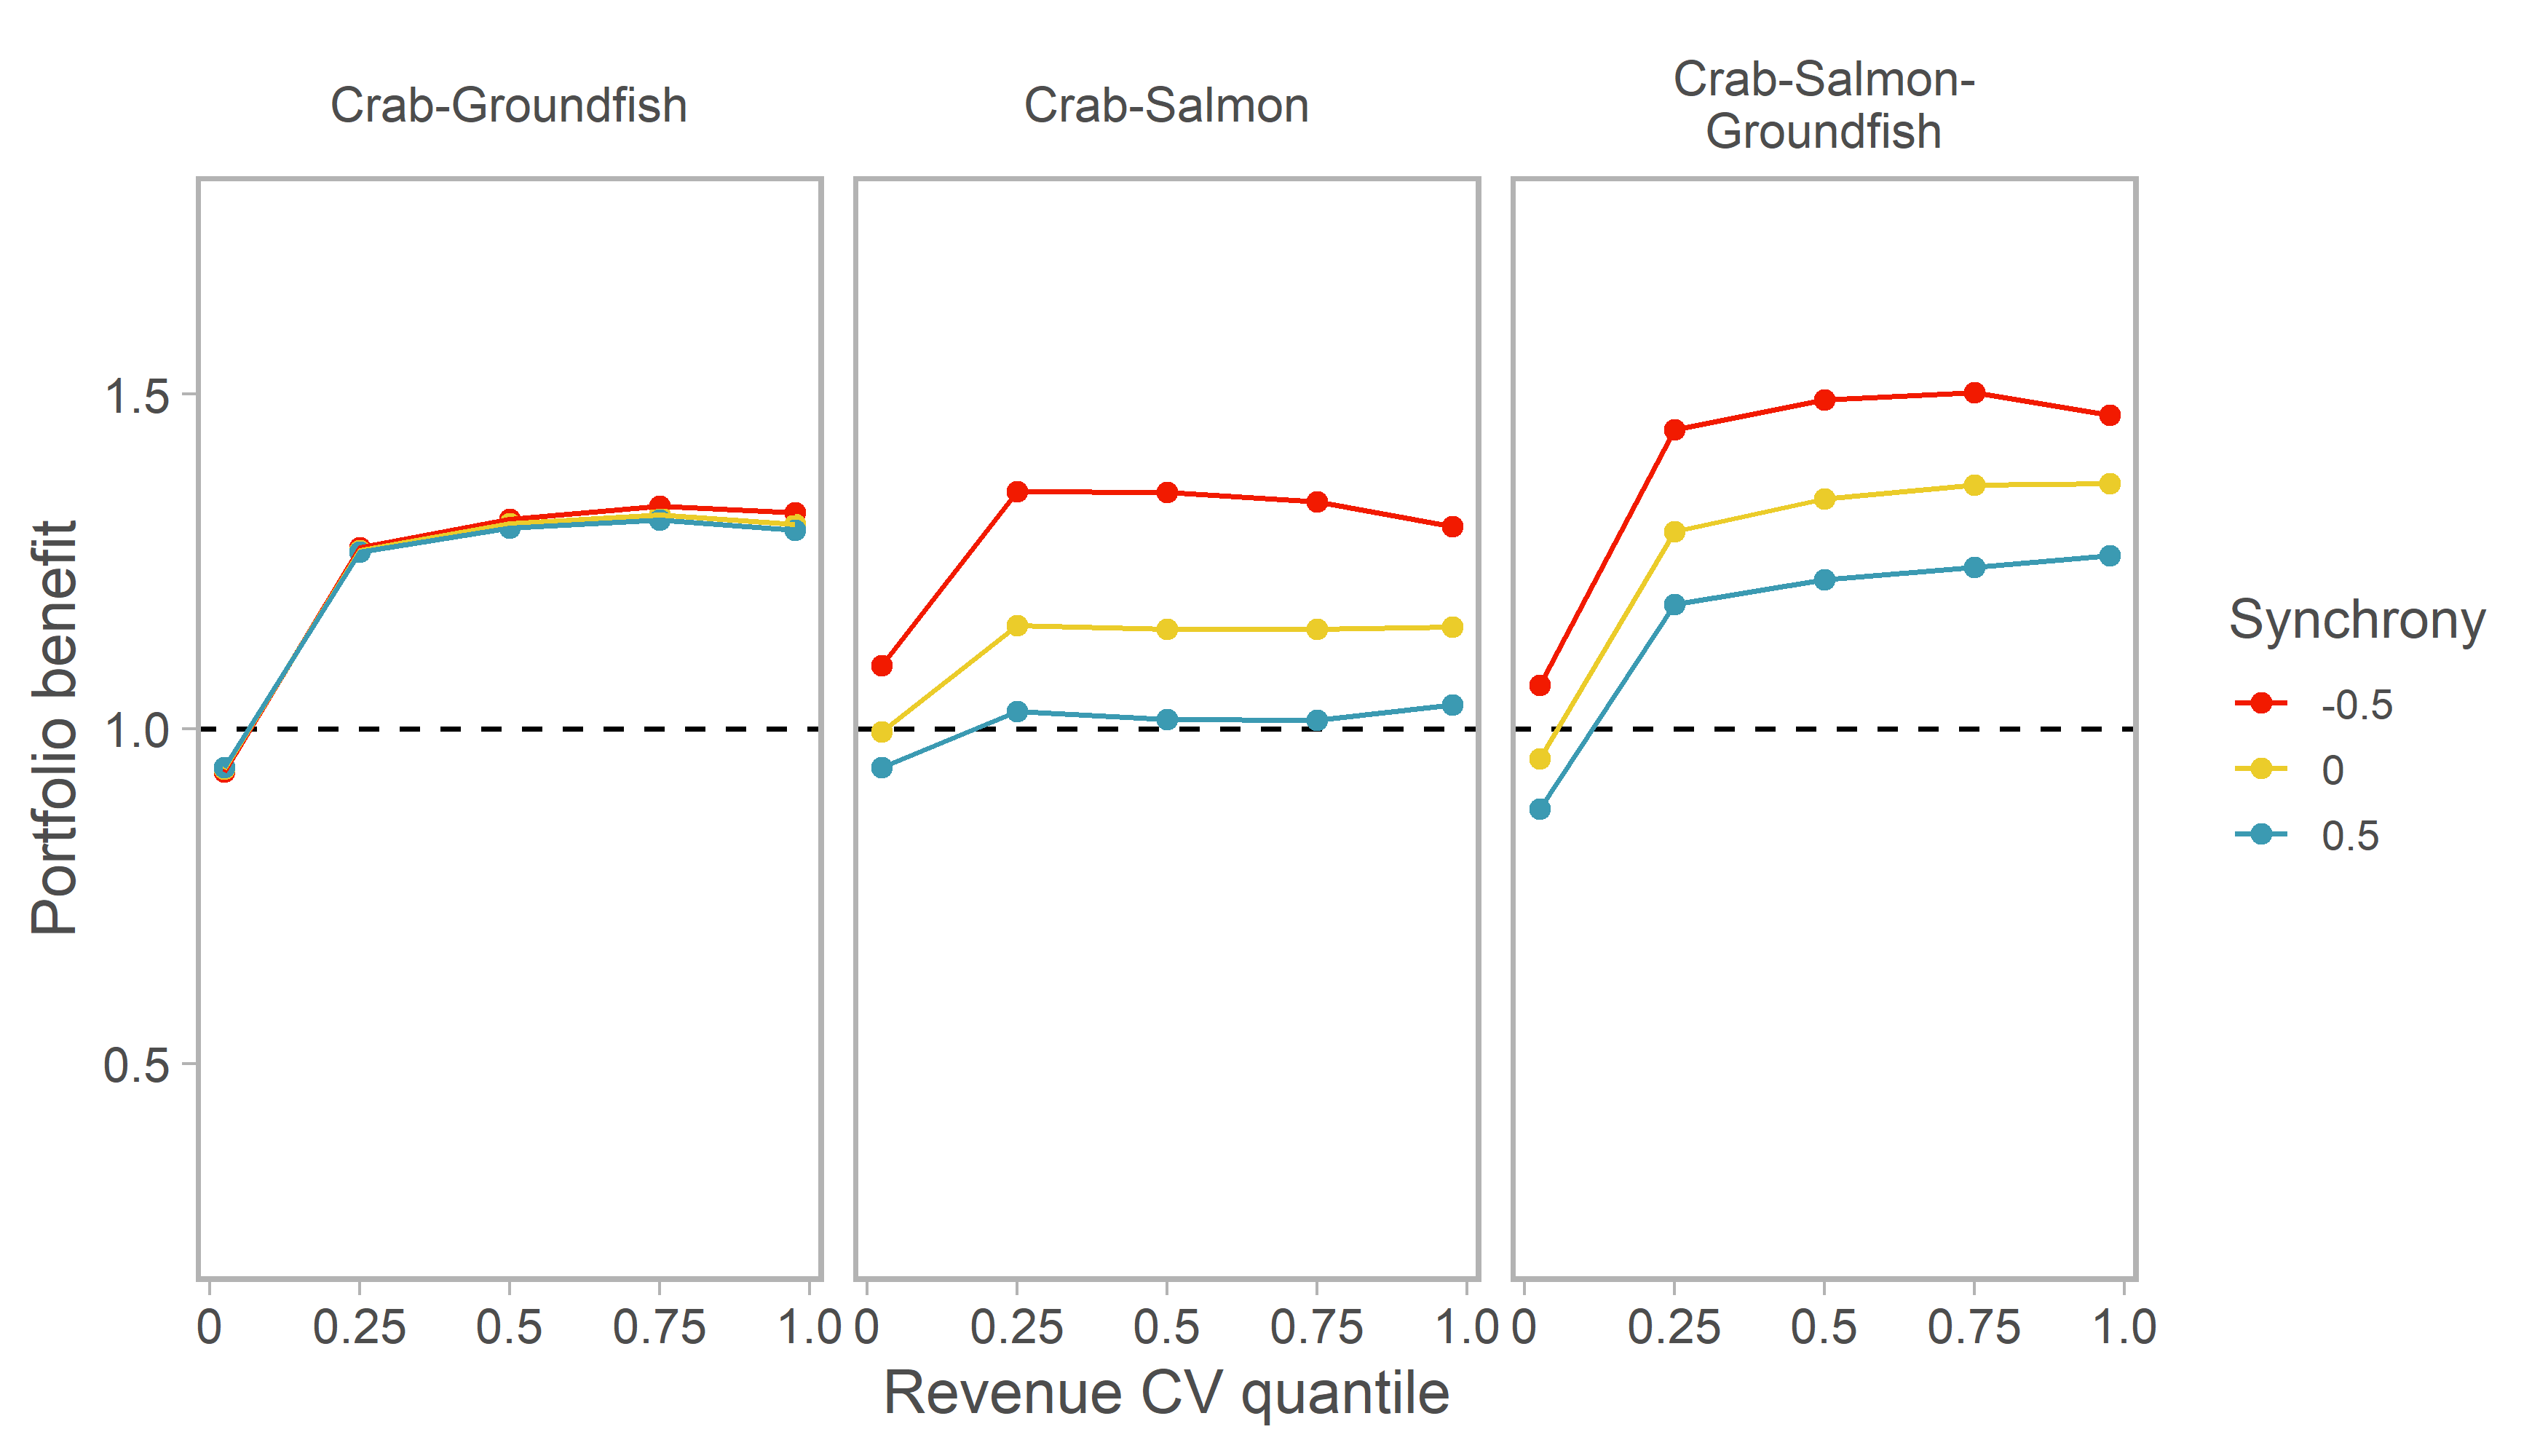 Crab-Groundfish
Crab-Salmon
Crab-Salmon-
Groundfish
Portfolio benefit
1.5
1.0
0.5
0 0.25 0.5 0.75 1.0
0 0.25 0.5 0.75 1.0
0 0.25 0.5 0.75 1.0
Revenue CV quantile
Synchrony
-0.5
0
0.5